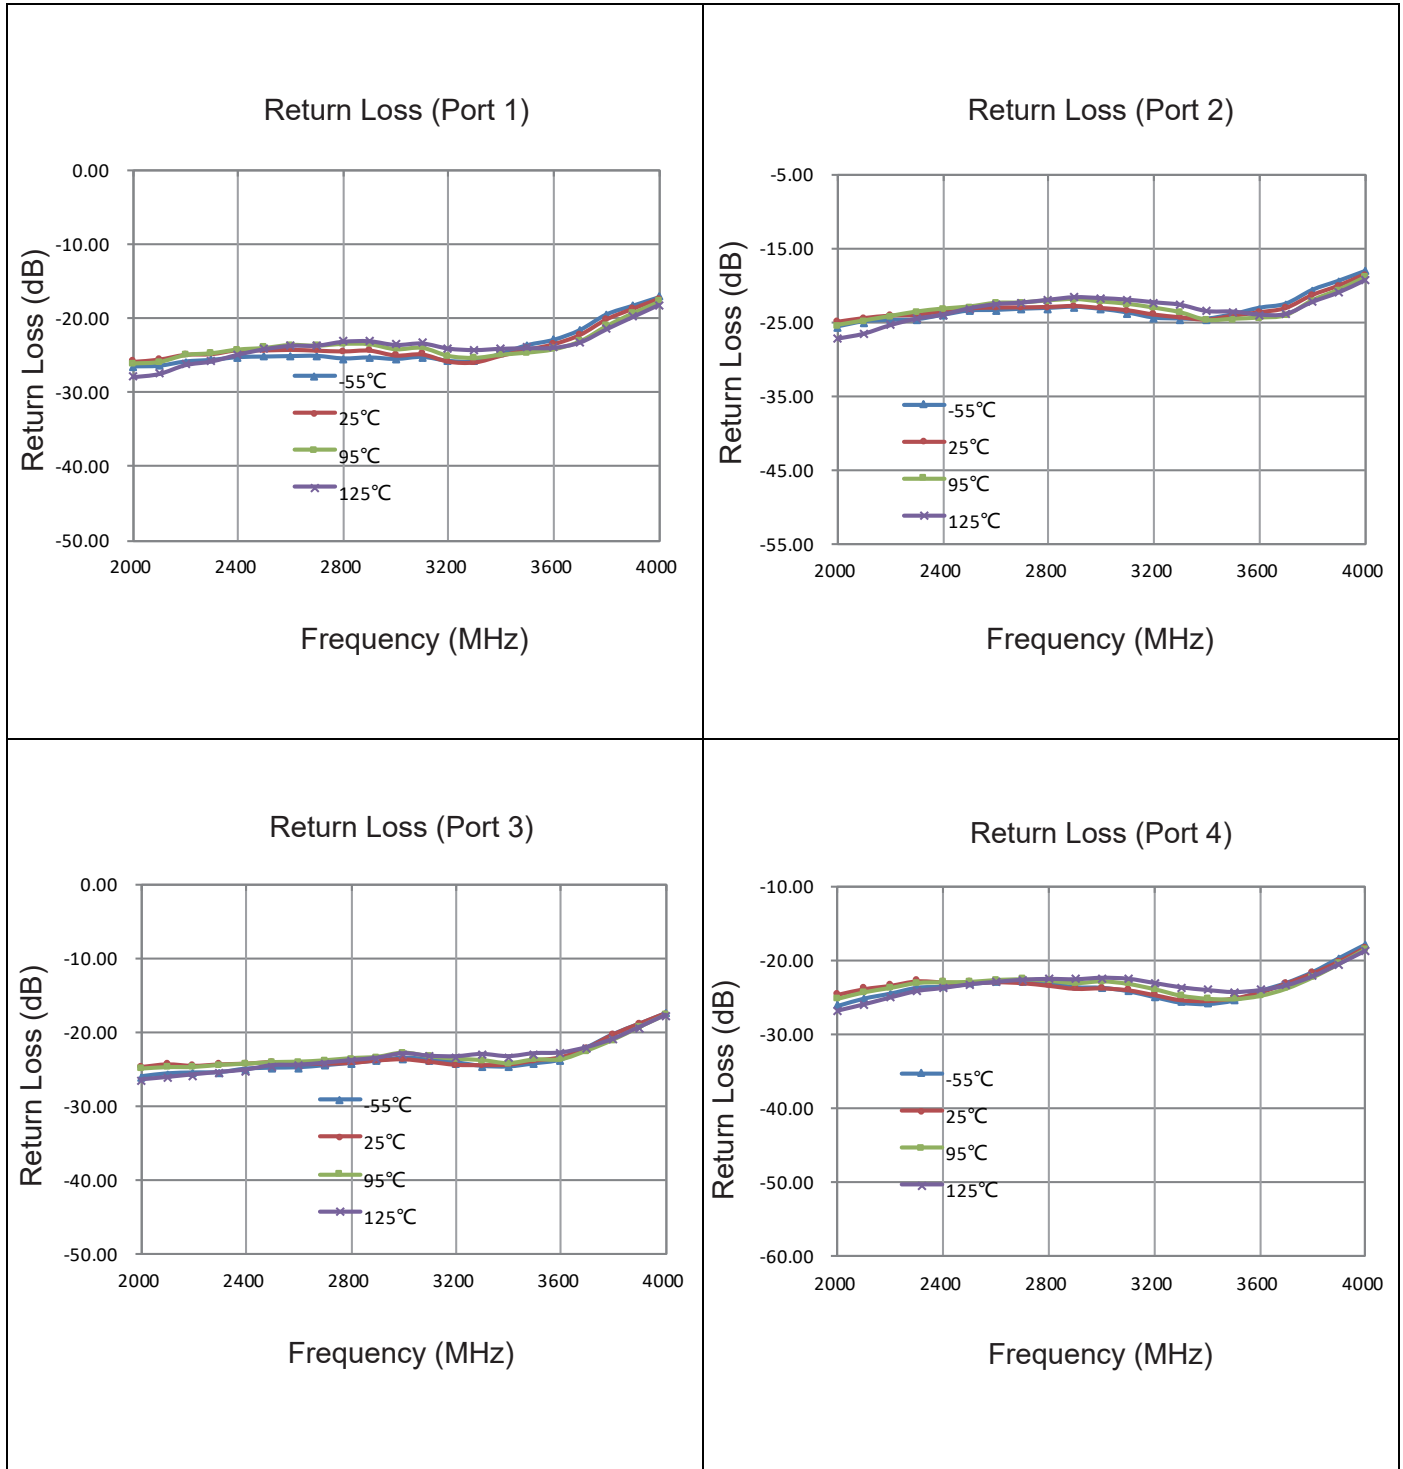 Return Loss (Port 1)
0.00
-10.00
-20.00
-30.00
-40.00
-50.00
Return Loss (dB)
-55℃
25℃
95℃
125℃
2000 2400 2800 3200 3600 4000
Frequency (MHz)
Return Loss (Port 2)
-5.00
-15.00
-25.00
-35.00
-45.00
-55.00
Return Loss (dB)
-55℃
25℃
95℃
125℃
2000 2400 2800 3200 3600 4000
Frequency (MHz)
Return Loss (Port 3)
0.00
-10.00
-20.00
-30.00
-40.00
-50.00
Return Loss (dB)
-55℃
25℃
95℃
125℃
2000 2400 2800 3200 3600 4000
Frequency (MHz)
Return Loss (Port 4)
-10.00
-20.00
-30.00
-40.00
-50.00
-60.00
Return Loss (dB)
-55℃
25℃
95℃
125℃
2000 2400 2800 3200 3600 4000
Frequency (MHz)